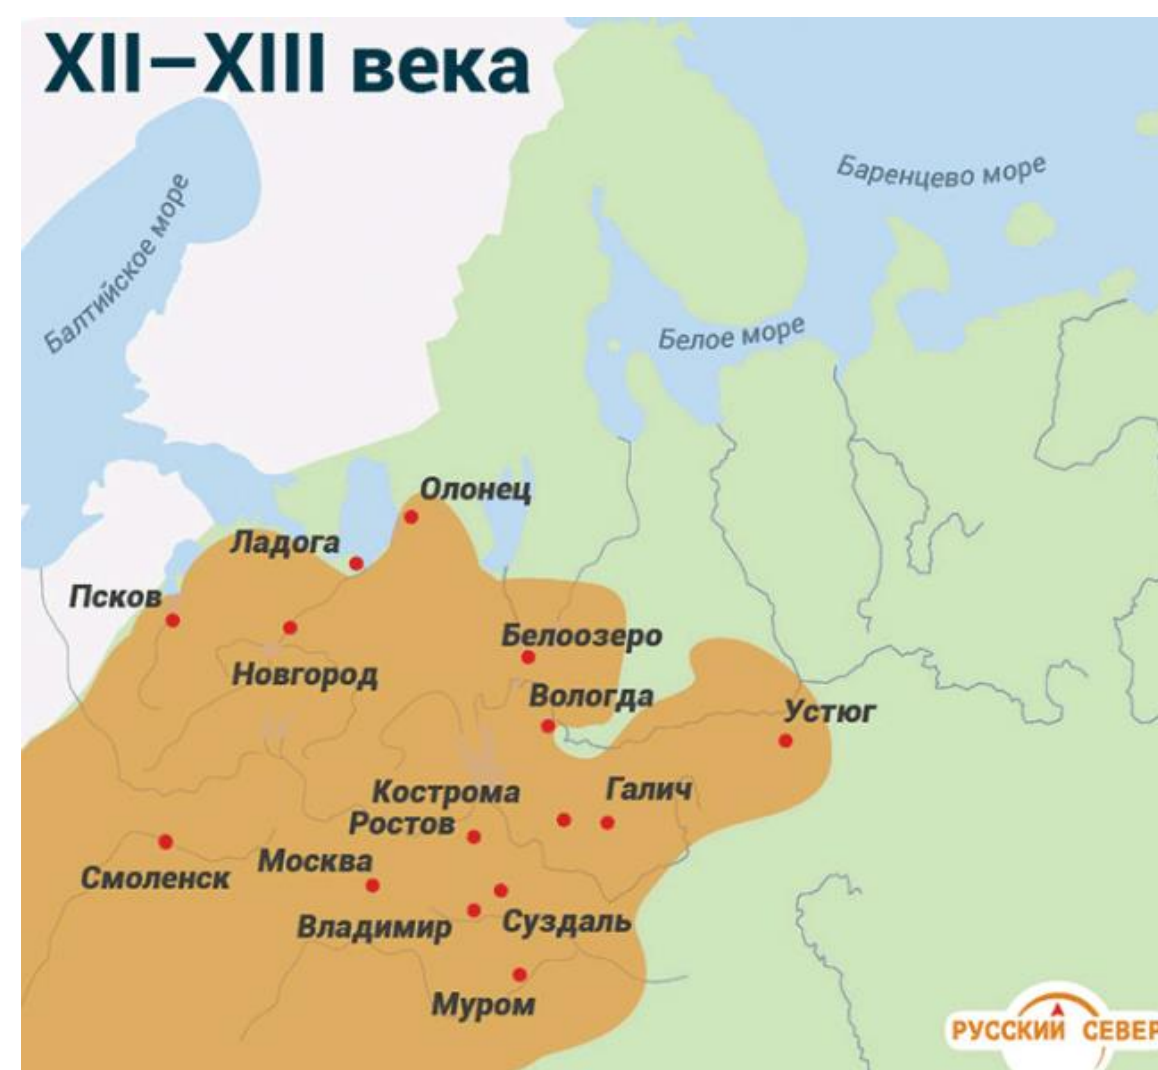 XII–XIII века
Баренцево море
Балтийское море
Белое море
Олонец
Ладога
Псков
Белоозеро
Новгород
Вологда
Устюг
Кострома
Галич
Ростов
Москва
Смоленск
Владимир
Суздаль
Муром
РУССКИЙ СЕВЕР